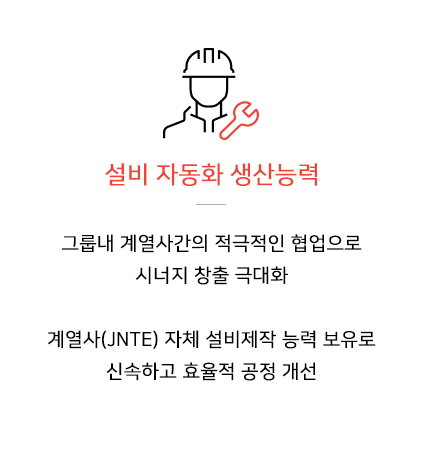 설비 자동화 생산능력
그룹내 계열사간의 적극적인 협업으로
시너지 창출 극대화
계열사(JNTE) 자체 설비제작 능력 보유로
신속하고 효율적 공정 개선